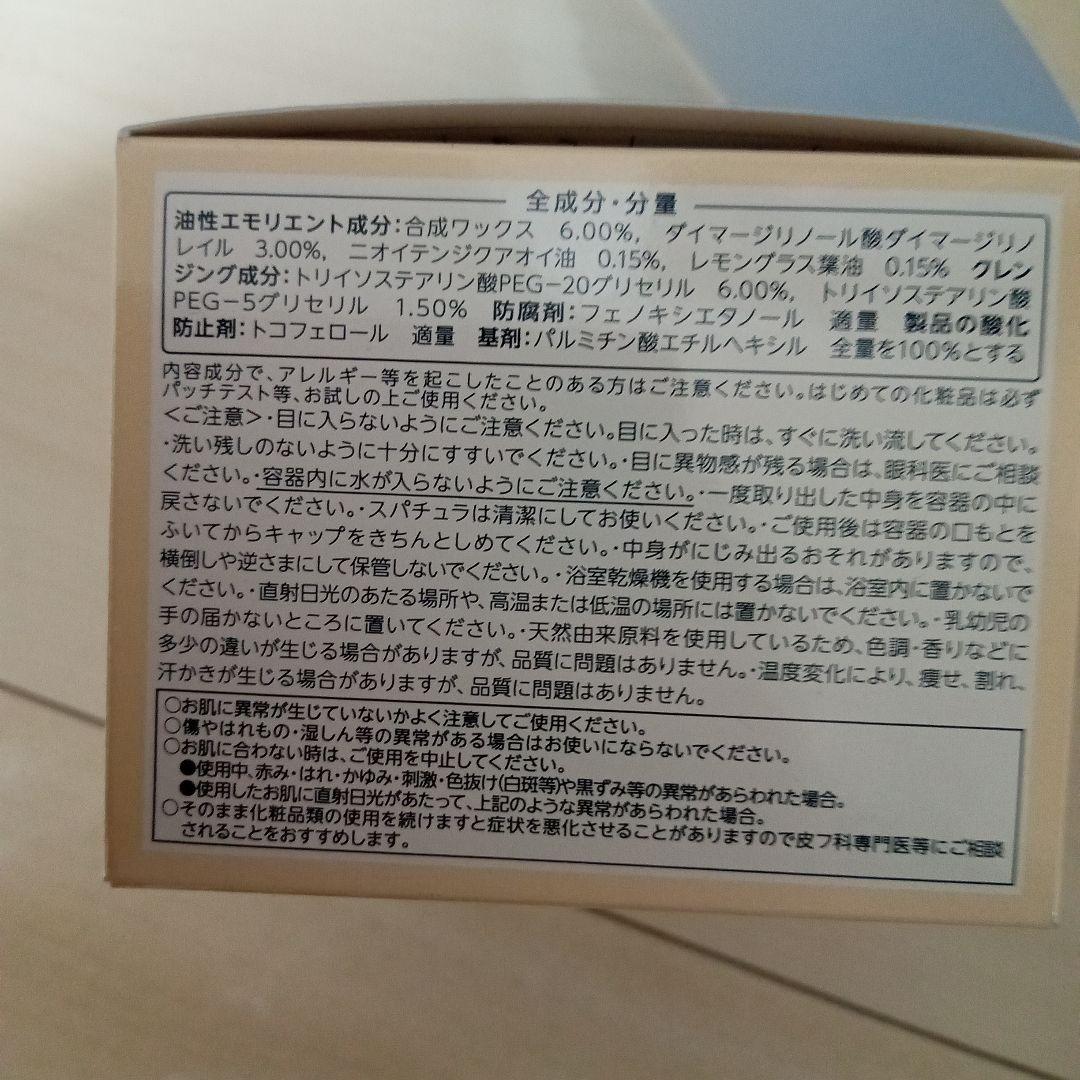 全成分・分量
油性エモリエント成分：合成ワックス 6.00%， ダイマージリノール酸ダイマージリノ
レイル 3.00%， ニオイテンジクアオイ油 0.15%， レモングラス葉油 0.15% クレン
ジング成分：トリイソステアリン酸PEG−20グリセリル 6.00%， トリイソステアリン酸
PEG−5グリセリル 1.50% 防腐剤：フェノキシエタノール 適量 製品の酸化
防止剤：トコフェロール 適量 基剤：パルミチン酸エチルヘキシル 全量を100%とする
内容成分で、アレルギー等を起こしたことのある方はご注意ください。はじめての化粧品は必ず
パッチテスト等、お試しの上ご使用ください。
＜ご注意＞・目に入らないようにご注意ください。目に入った時は、すぐに洗い流してください。
・洗い残しのないように十分にすすいでください。・目に異物感が残る場合は、眼科医にご相談
ください。・容器内に水が入らないようにご注意ください。・一度取り出した中身を容器の中に
戻さないでください。・スパチュラは清潔にしてお使いください。・ご使用後は容器の口もとを
ふいてからキャップをきちんとしめてください。・中身がにじみ出るおそれがありますので、
横倒しや逆さまにして保管しないでください。・浴室乾燥機を使用する場合は、浴室内に置かないで
ください。・直射日光のあたる場所や、高温または低温の場所には置かないでください。・乳幼児の
手の届かないところに置いてください。・天然由来原料を使用しているため、色調・香りなどに
多少の違いが生じる場合がありますが、品質に問題はありません。・温度変化により、痩せ、割れ、
汗かきが生じる場合がありますが、品質に問題はありません。
○お肌に異常が生じていないかよく注意してご使用ください。
○傷やはれもの・湿しん等の異常がある場合はお使いにならないでください。
○お肌に合わない時は、ご使用を中止してください。
●使用中、赤み・はれ・かゆみ・刺激・色抜け(白斑等)や黒ずみ等の異常があらわれた場合。
●使用したお肌に直射日光があたって、上記のような異常があらわれた場合。
○そのまま化粧品類の使用を続けますと症状を悪化させることがありますので皮フ科専門医等にご相談
されることをおすすめします。